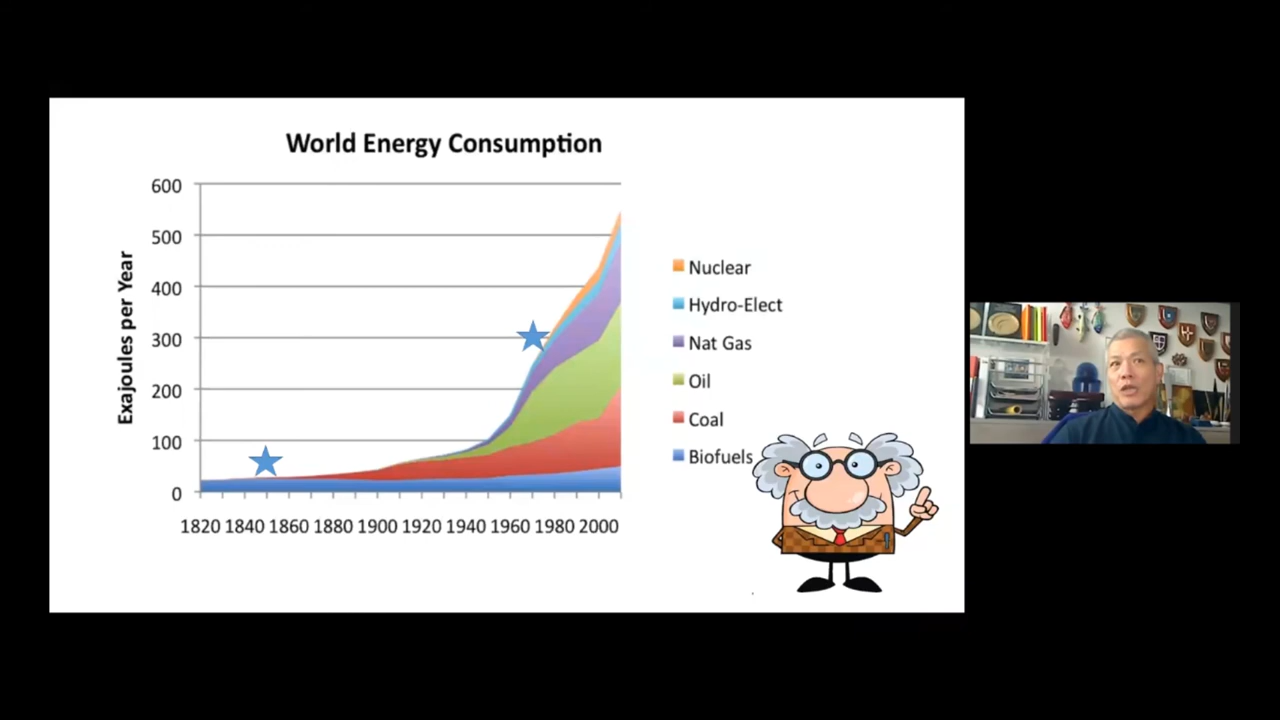 World Energy Consumption
Exajoules per Year
600
500
400
300
200
100
0
1820 1840 1860 1880 1900 1920 1940 1960 1980 2000
Nuclear
Hydro-Elect
Nat Gas
Oil
Coal
Biofuels